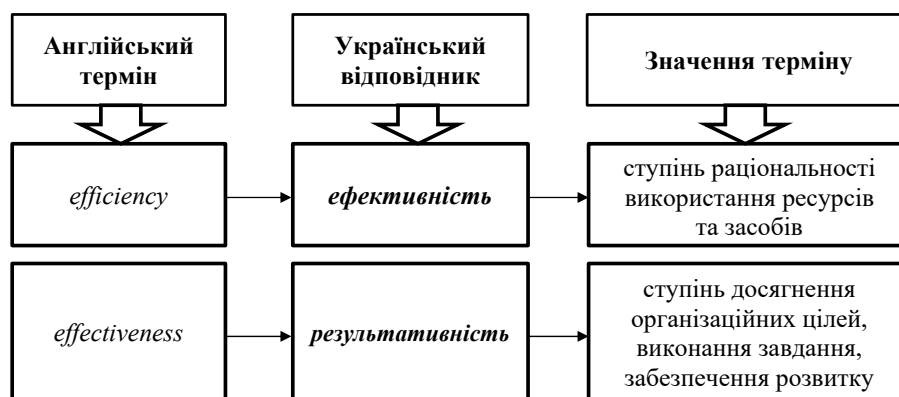 Англійський
термін
Український
відповідник
Значення терміну
efficiency
ефективність
ступінь раціональності
використання ресурсів
та засобів
effectiveness
результативність
ступінь досягнення
організаційних цілей,
виконання завдання,
забезпечення розвитку